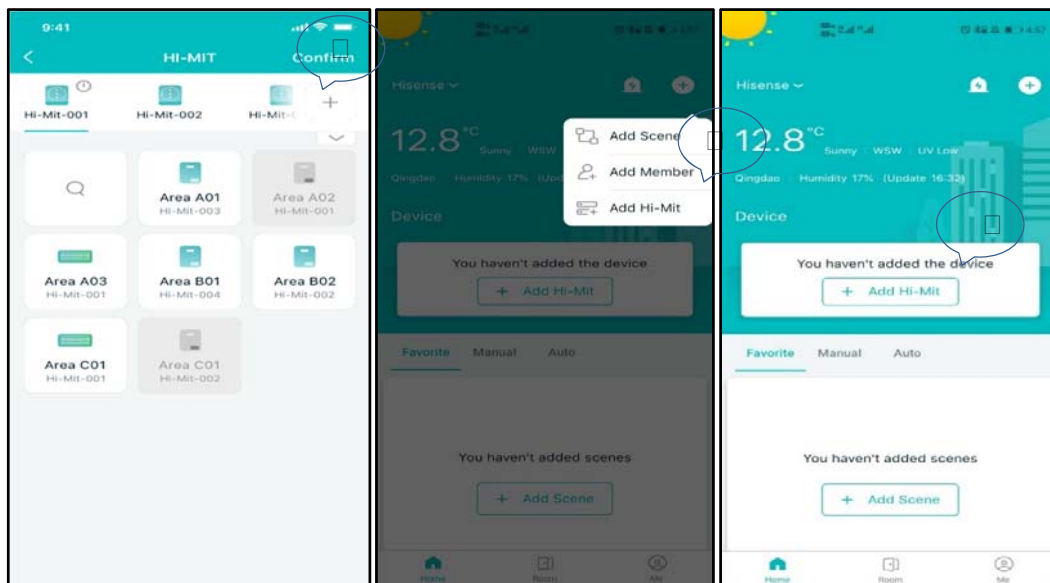 9:41
HI-MIT
Confirm
Hi-Mit-001
Hi-Mit-002
Area A01
Hi-Mit-003
Area A02
Hi-Mit-001
Area A03
Hi-Mit-001
Area B01
Hi-Mit-004
Area B02
Hi-Mit-002
Area C01
Hi-Mit-001
Area C01
Hi-Mit-002
Hisense
12.8°C
Sunny WSW
Qingdao Humidity 17%
Add Scene
Add Member
Add Hi-Mit
Device
You haven't added the device
+ Add Hi-Mit
Favorite Manual Auto
You haven't added scenes
+ Add Scene
Home Room Me
4:57
Hisense
12.8°C
Sunny WSW UV Low
Qingdao Humidity 17% (Update 16:32)
Device
You haven't added the device
+ Add Hi-Mit
Favorite Manual Auto
You haven't added scenes
+ Add Scene
Home Room Me